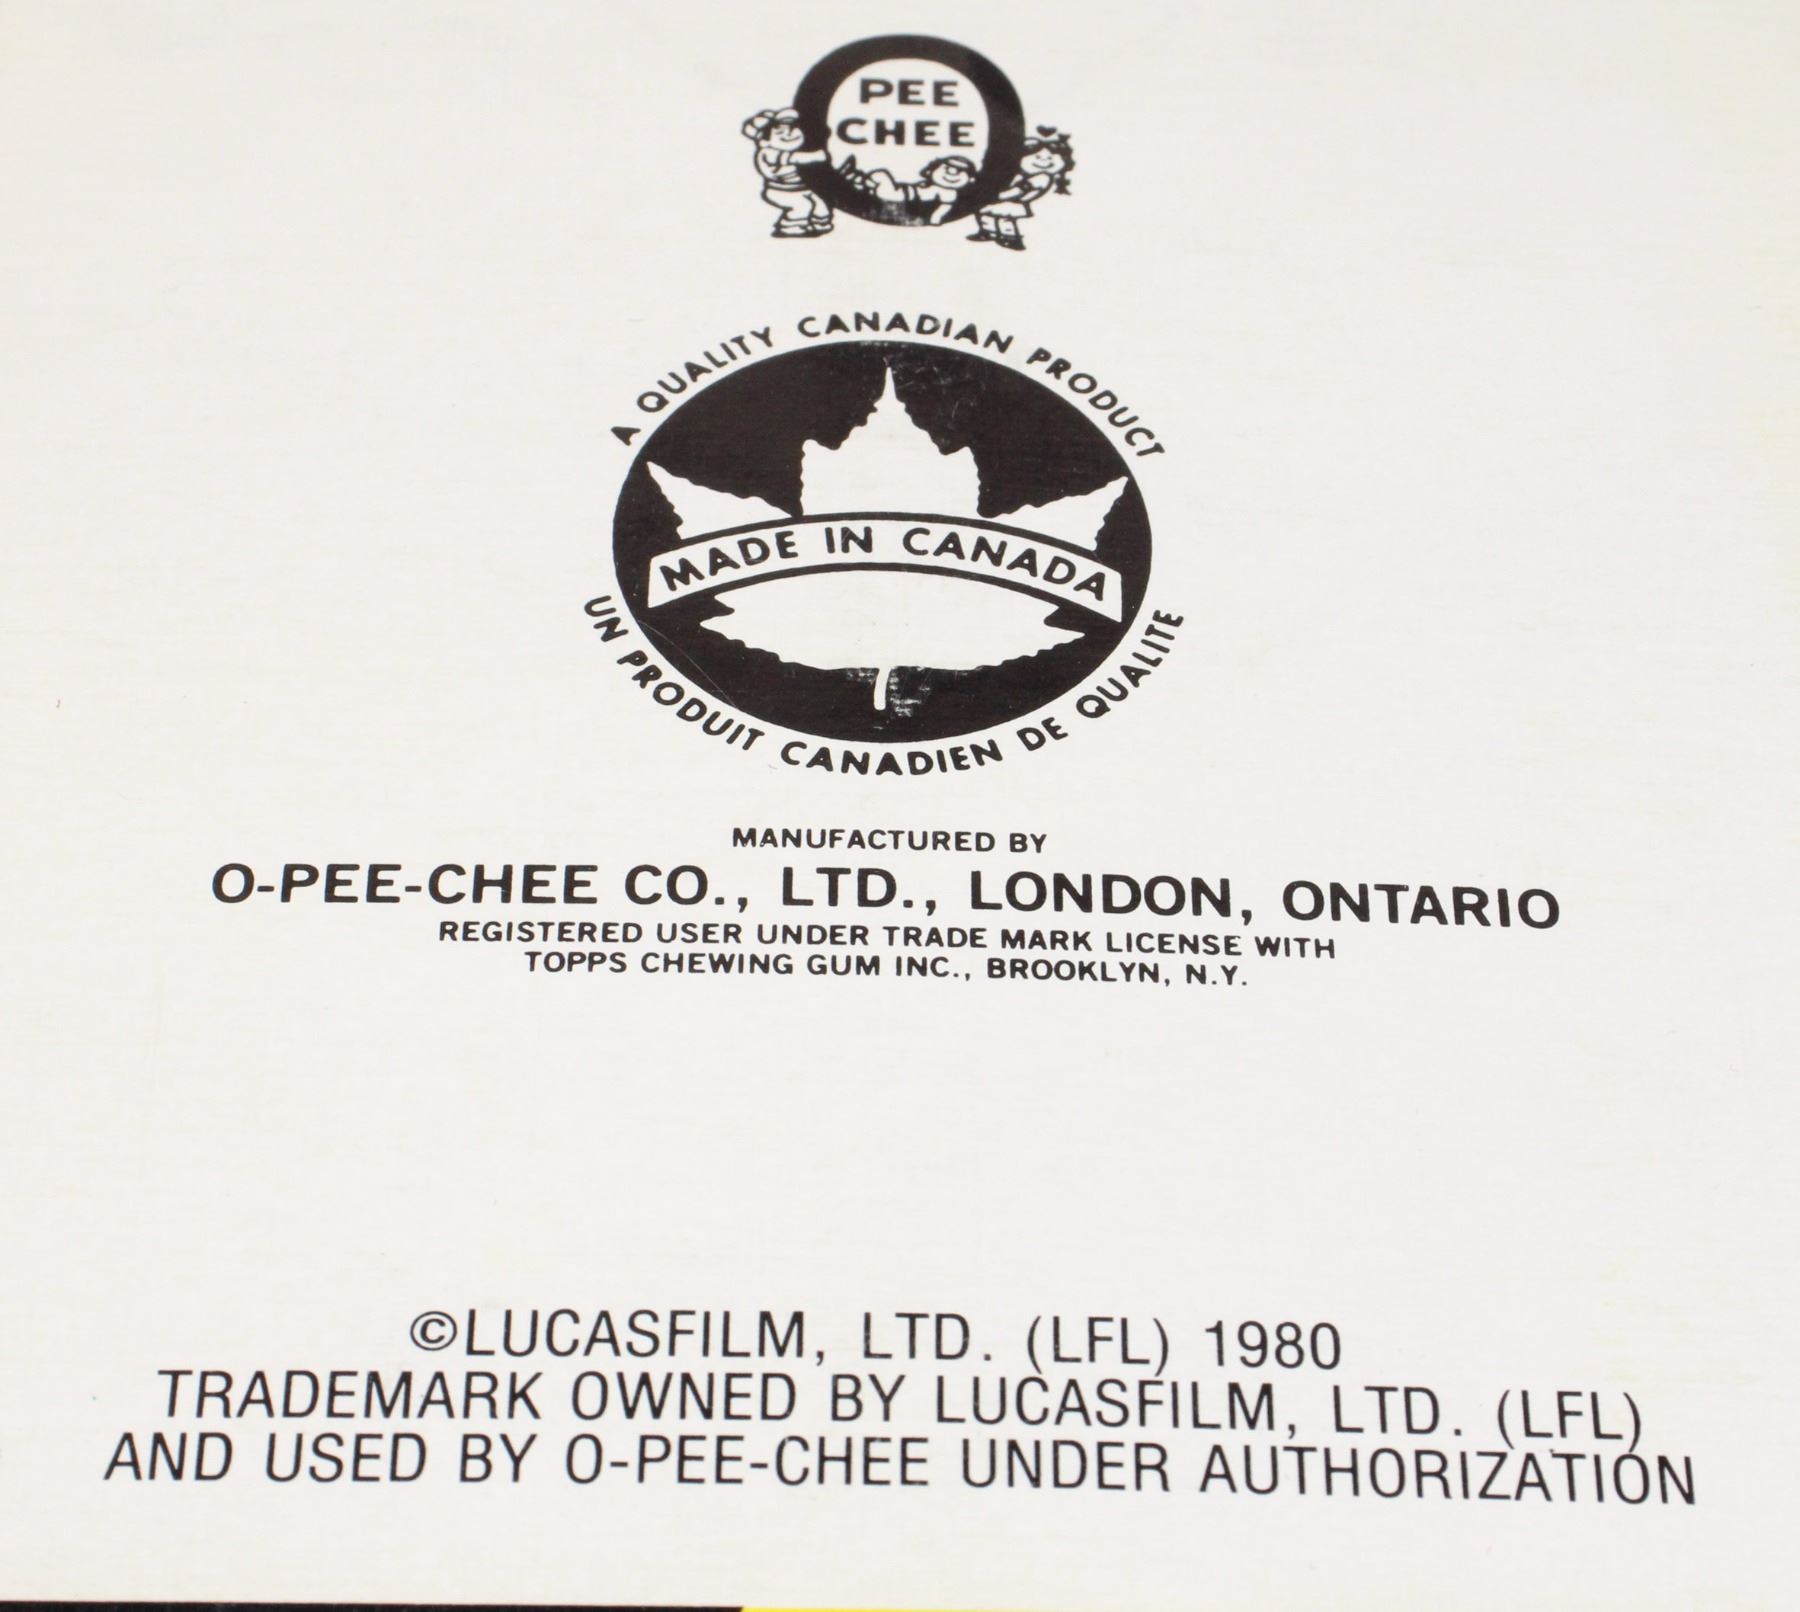 PEE
CHEE
A QUALITY CANADIAN PRODUCT
MADE IN CANADA
UN PRODUIT CANADIEN DE QUALITE
MANUFACTURED BY
O-PEE-CHEE CO., LTD., LONDON, ONTARIO
REGISTERED USER UNDER TRADE MARK LICENSE WITH
TOPPS CHEWING GUM INC., BROOKLYN, N.Y.
©LUCASFILM, LTD. (LFL) 1980
TRADEMARK OWNED BY LUCASFILM, LTD. (LFL)
AND USED BY O-PEE-CHEE UNDER AUTHORIZATION